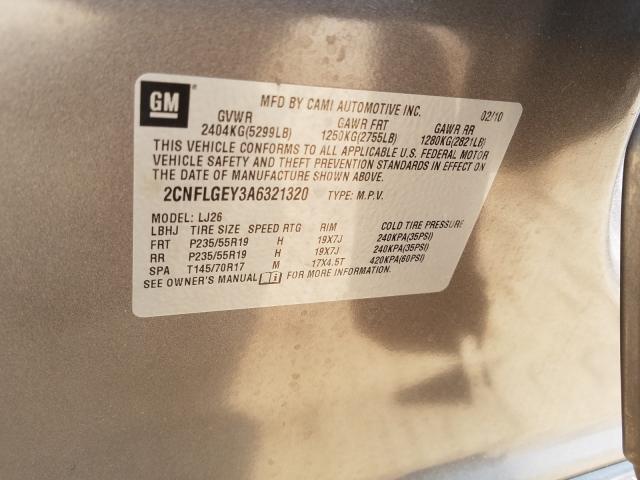 GM
MFD BY CAMI AUTOMOTIVE INC. 02/10
GVWR GAWR FRT GAWR RR
2404KG(5299LB) 1250KG(2755LB) 1280KG(2821LB)
THIS VEHICLE CONFORMS TO ALL APPLICABLE U.S. FEDERAL MOTOR
VEHICLE SAFETY AND THEFT PREVENTION STANDARDS IN EFFECT ON
THE DATE OF MANUFACTURE SHOWN ABOVE.
2CNFLGEY3A6321320 TYPE: M.P.V.
MODEL: LJ26
LBHJ TIRE SIZE SPEED RTG RIM COLD TIRE PRESSURE
FRT P235/55R19 H 19X7J 240KPA(35PSI)
RR P235/55R19 H 19X7J 240KPA(35PSI)
SPA T145/70R17 M 17X4.5T 420KPA(60PSI)
SEE OWNER'S MANUAL FOR MORE INFORMATION.